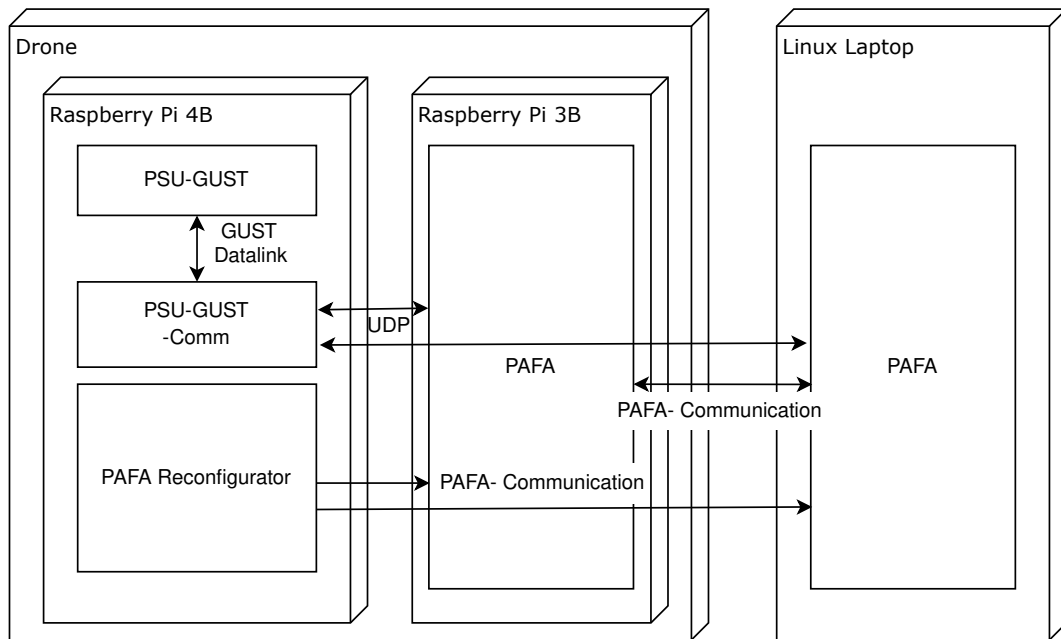 Drone
Linux Laptop
Raspberry Pi 4B
Raspberry Pi 3B
PSU-GUST
GUST
Datalink
PSU-GUST
-Comm
UDP
PAFA
PAFA
PAFA- Communication
PAFA Reconfigurator
PAFA- Communication